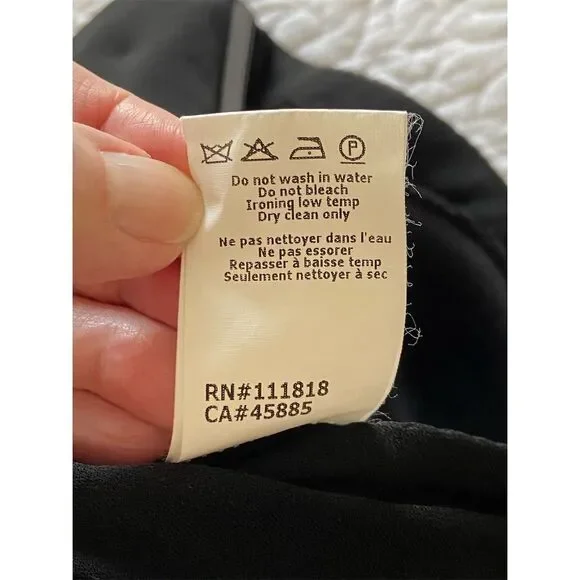 P
Do not wash in water
Do not bleach
Ironing low temp
Dry clean only
Ne pas nettoyer dans l'eau
Ne pas essorer
Repasser à baisse temp
Seulement nettoyer à sec
RN#111818
CA#45885